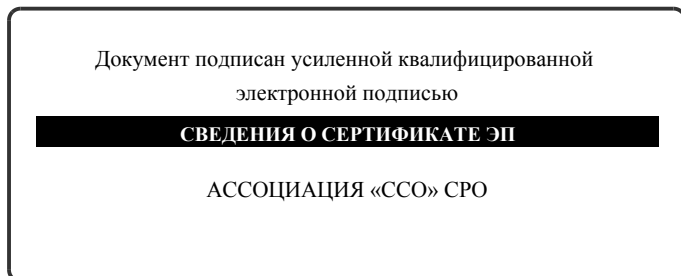 Документ подписан усиленной квалифицированной
электронной подписью
СВЕДЕНИЯ О СЕРТИФИКАТЕ ЭП
АССОЦИАЦИЯ «ССО» СРО